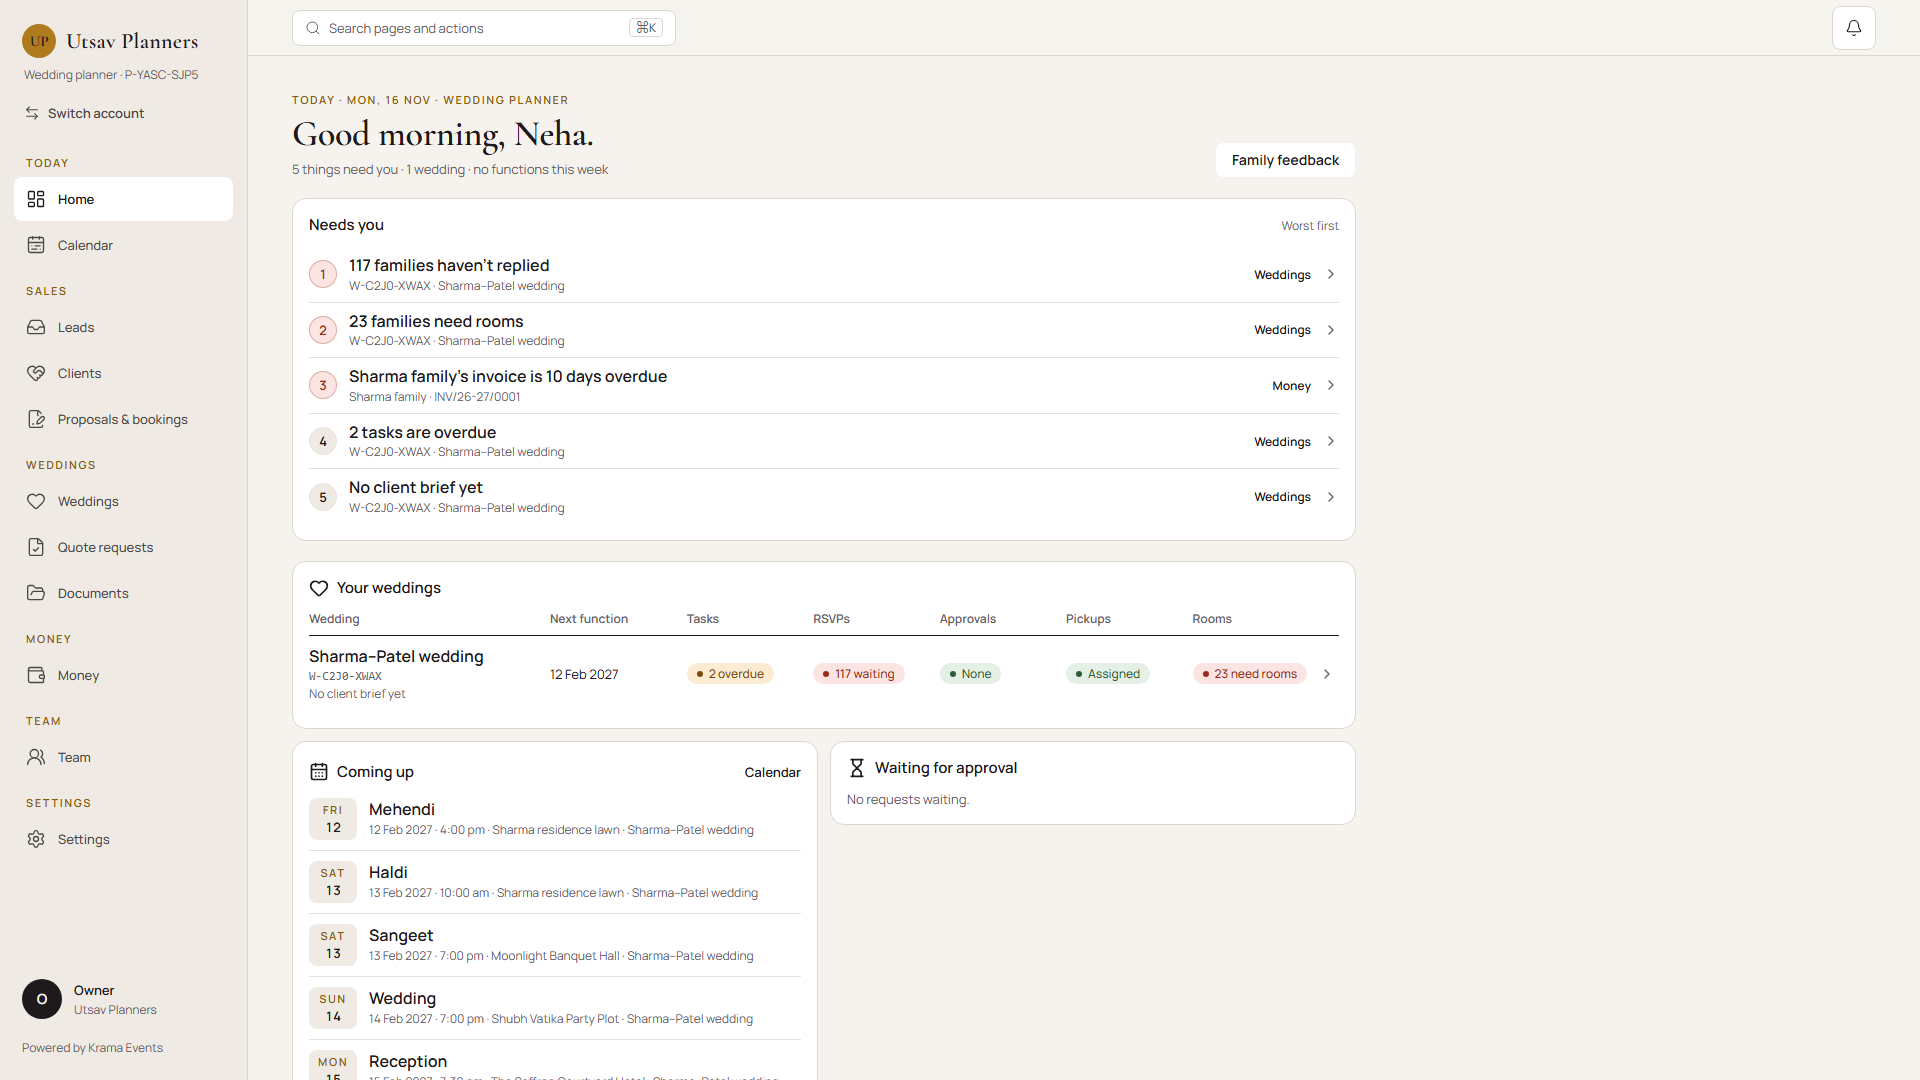 UP Utsav Planners
Wedding planner · P-YASC-SJP5
Switch account
TODAY
Home
Calendar
SALES
Leads
Clients
Proposals & bookings
WEDDINGS
Weddings
Quote requests
Documents
MONEY
Money
TEAM
Team
SETTINGS
Settings
O
Owner
Utsav Planners
Powered by Krama Events
Search pages and actions ⌘K
TODAY · MON, 16 NOV · WEDDING PLANNER
Good morning, Neha.
5 things need you · 1 wedding · no functions this week
Family feedback
Needs you Worst first
1 117 families haven't replied
W-C2J0-XWAX · Sharma–Patel wedding
Weddings
2 23 families need rooms
W-C2J0-XWAX · Sharma–Patel wedding
Weddings
3 Sharma family's invoice is 10 days overdue
Sharma family · INV/26-27/0001
Money
4 2 tasks are overdue
W-C2J0-XWAX · Sharma–Patel wedding
Weddings
5 No client brief yet
W-C2J0-XWAX · Sharma–Patel wedding
Weddings
Your weddings
Wedding Next function Tasks RSVPs Approvals Pickups Rooms
Sharma–Patel wedding
W-C2J0-XWAX
No client brief yet
12 Feb 2027 2 overdue 117 waiting None Assigned 23 need rooms
Coming up Calendar
FRI 12
Mehendi
12 Feb 2027 · 4:00 pm · Sharma residence lawn · Sharma–Patel wedding
SAT 13
Haldi
13 Feb 2027 · 10:00 am · Sharma residence lawn · Sharma–Patel wedding
SAT 13
Sangeet
13 Feb 2027 · 7:00 pm · Moonlight Banquet Hall · Sharma–Patel wedding
SUN 14
Wedding
14 Feb 2027 · 7:00 pm · Shubh Vatika Party Plot · Sharma–Patel wedding
MON 15
Reception
Waiting for approval
No requests waiting.